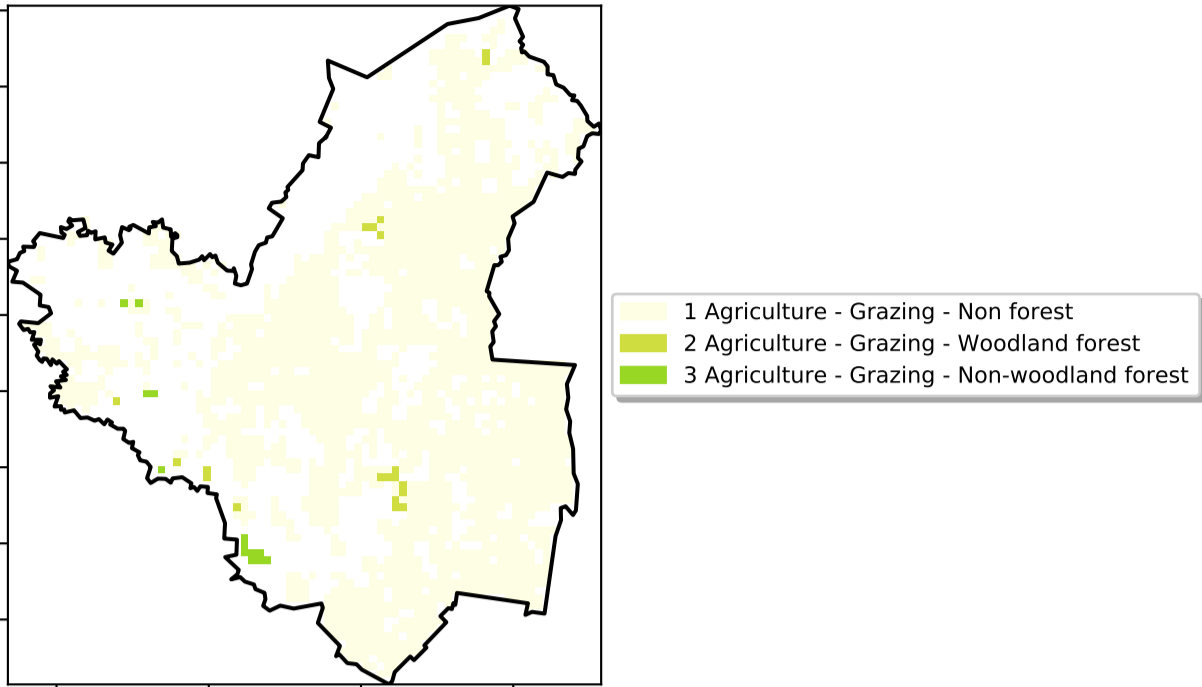 1 Agriculture - Grazing - Non forest
2 Agriculture - Grazing - Woodland forest
3 Agriculture - Grazing - Non-woodland forest